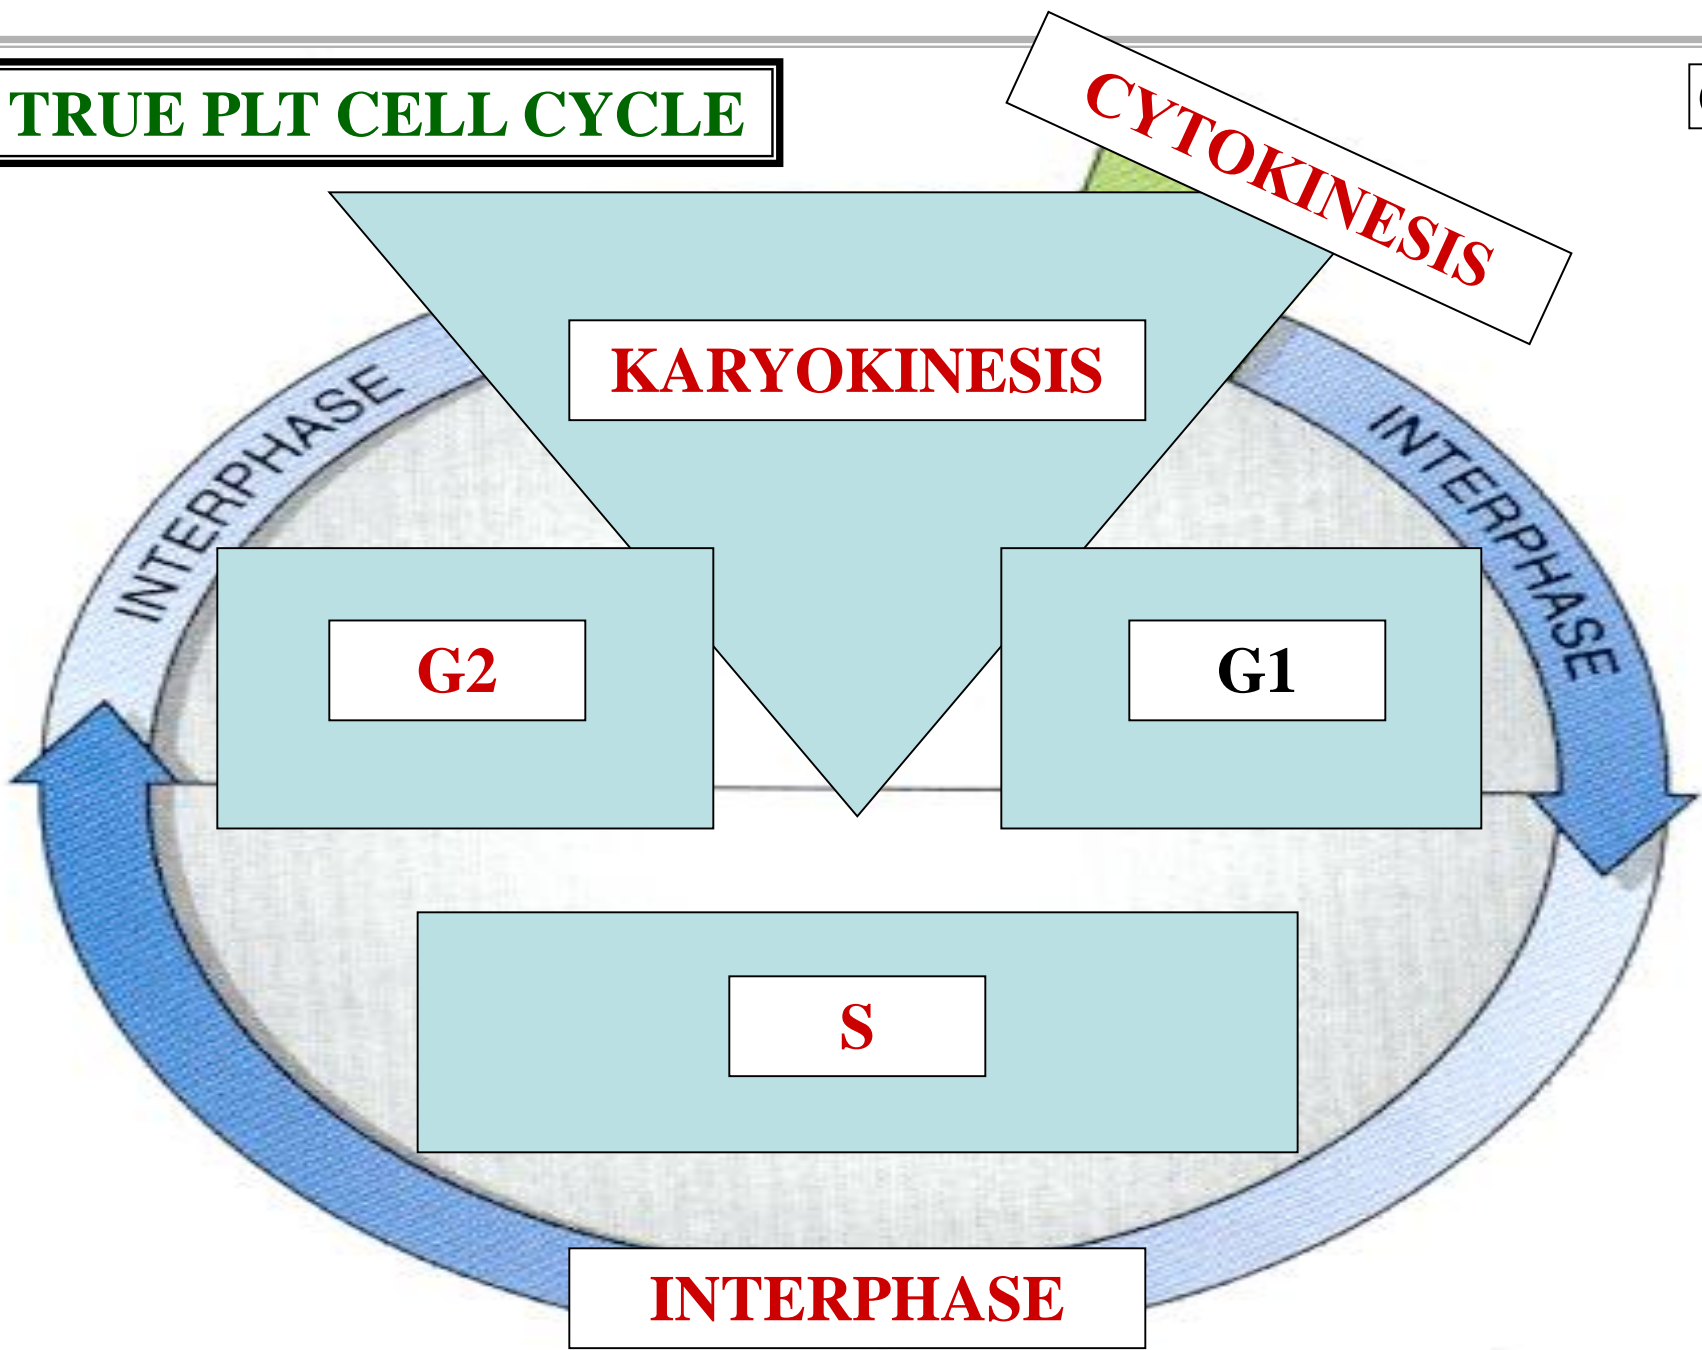 TRUE PLT CELL CYCLE
CYTOKINESIS
KARYOKINESIS
INTERPHASE
INTERPHASE
G2
G1
S
INTERPHASE